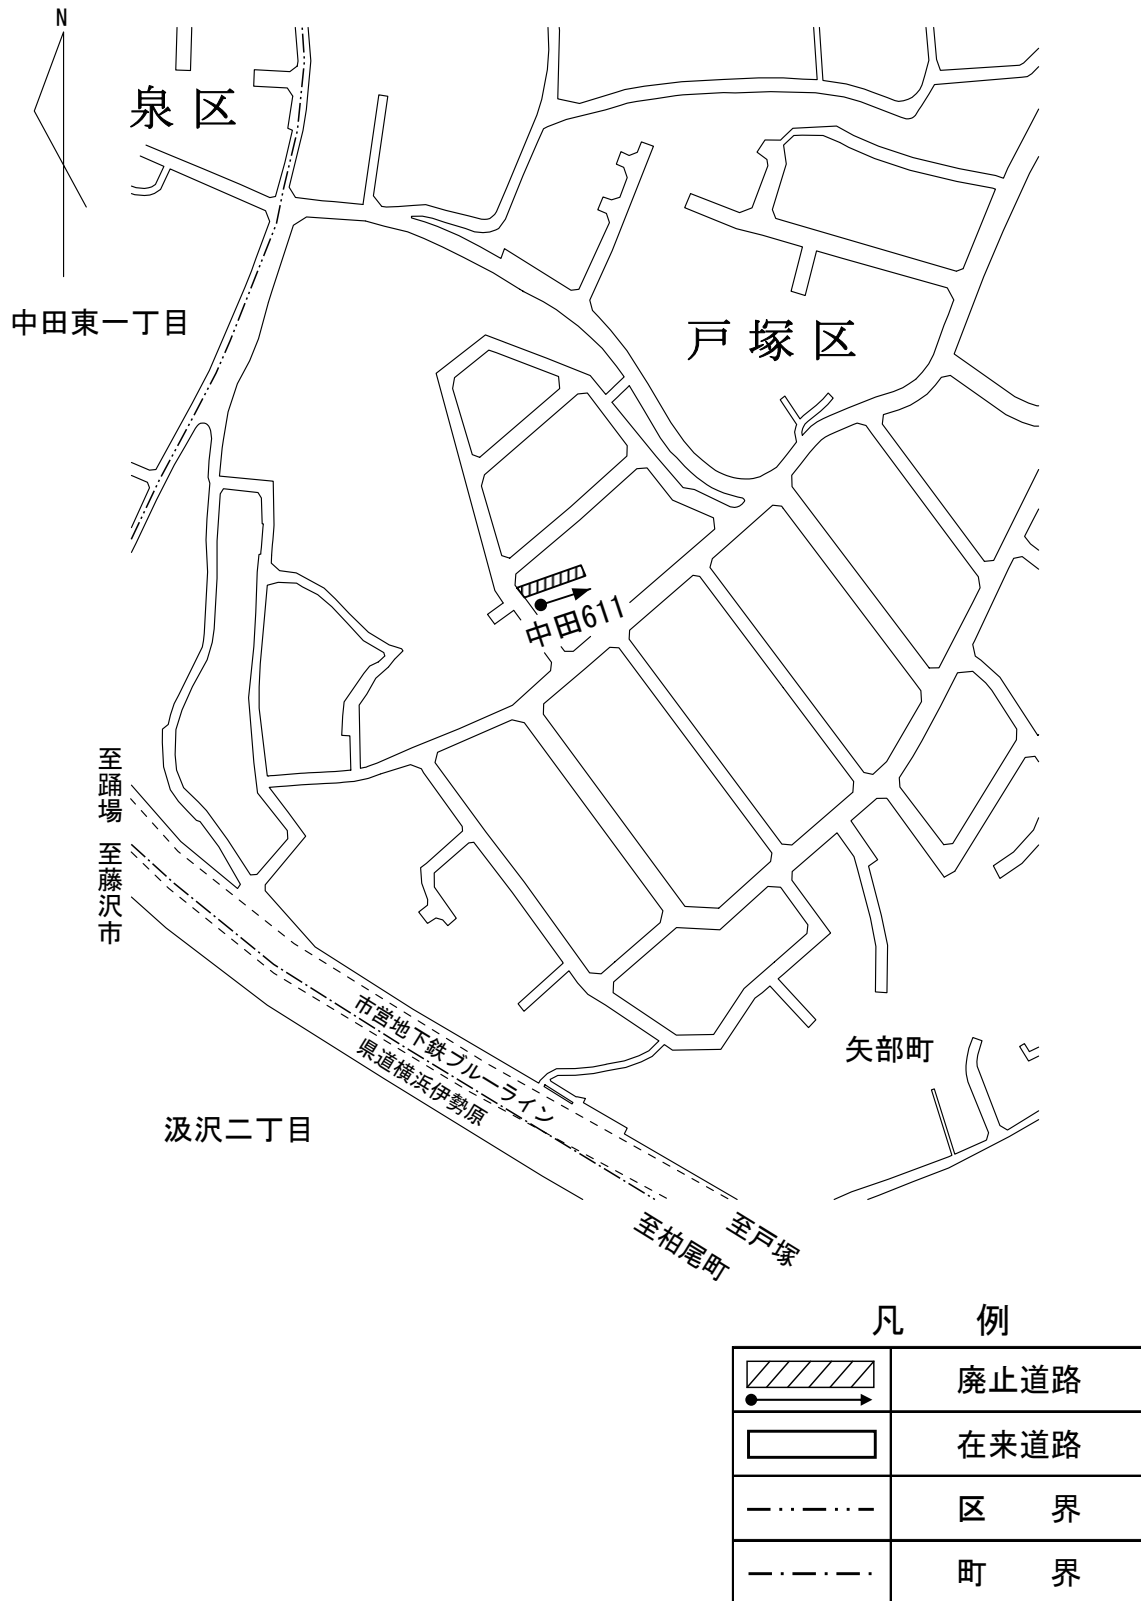 N
泉区
中田東一丁目
戸塚区
中田611
至踊場
至藤沢市
市営地下鉄ブルーライン
県道横浜伊勢原
矢部町
汲沢二丁目
至戸塚
至柏尾町
凡 例
廃止道路
在来道路
区 界
町 界